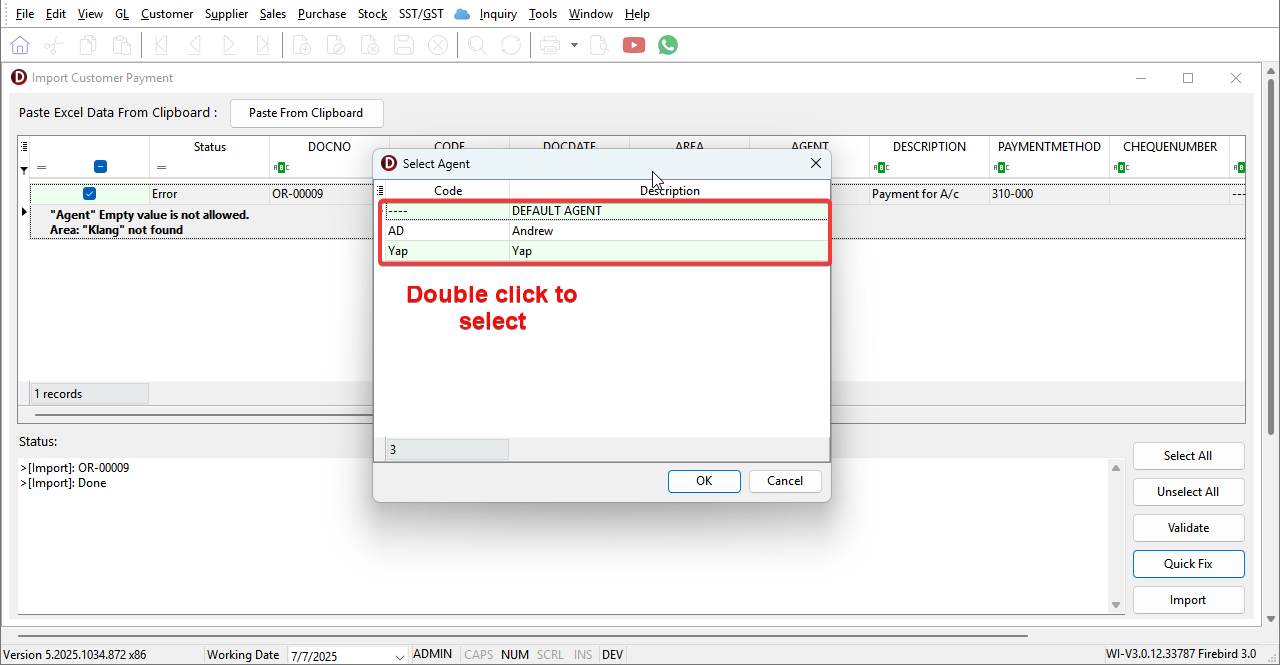 File Edit View GL Customer Supplier Sales Purchase Stock SST/GST Inquiry Tools Window Help
Import Customer Payment
Paste Excel Data From Clipboard : Paste From Clipboard
Status DOCNO CODE DOCDATE AREA AGENT DESCRIPTION PAYMENTMETHOD CHEQUENUMBER
Error OR-00009 Payment for A/c 310-000 ---
"Agent" Empty value is not allowed.
Area: "Klang" not found
1 records
Select Agent
Code Description
---- DEFAULT AGENT
AD Andrew
Yap Yap
Double click to
select
3
OK Cancel
Status:
>[Import]: OR-00009
>[Import]: Done
Select All
Unselect All
Validate
Quick Fix
Import
Version 5.2025.1034.872 x86 Working Date 7/7/2025 ADMIN CAPS NUM SCRL INS DEV WI-V3.0.12.33787 Firebird 3.0